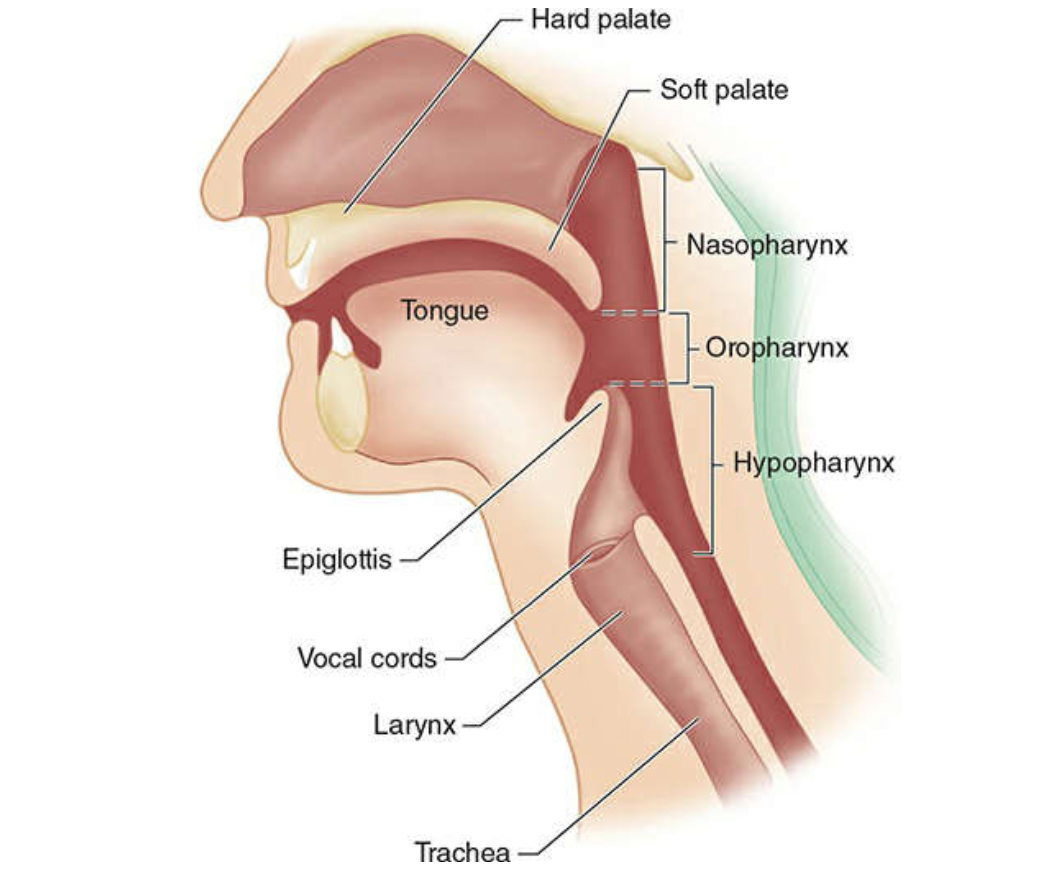 Hard palate
Soft palate
Nasopharynx
Tongue
Oropharynx
Hypopharynx
Epiglottis
Vocal cords
Larynx
Trachea